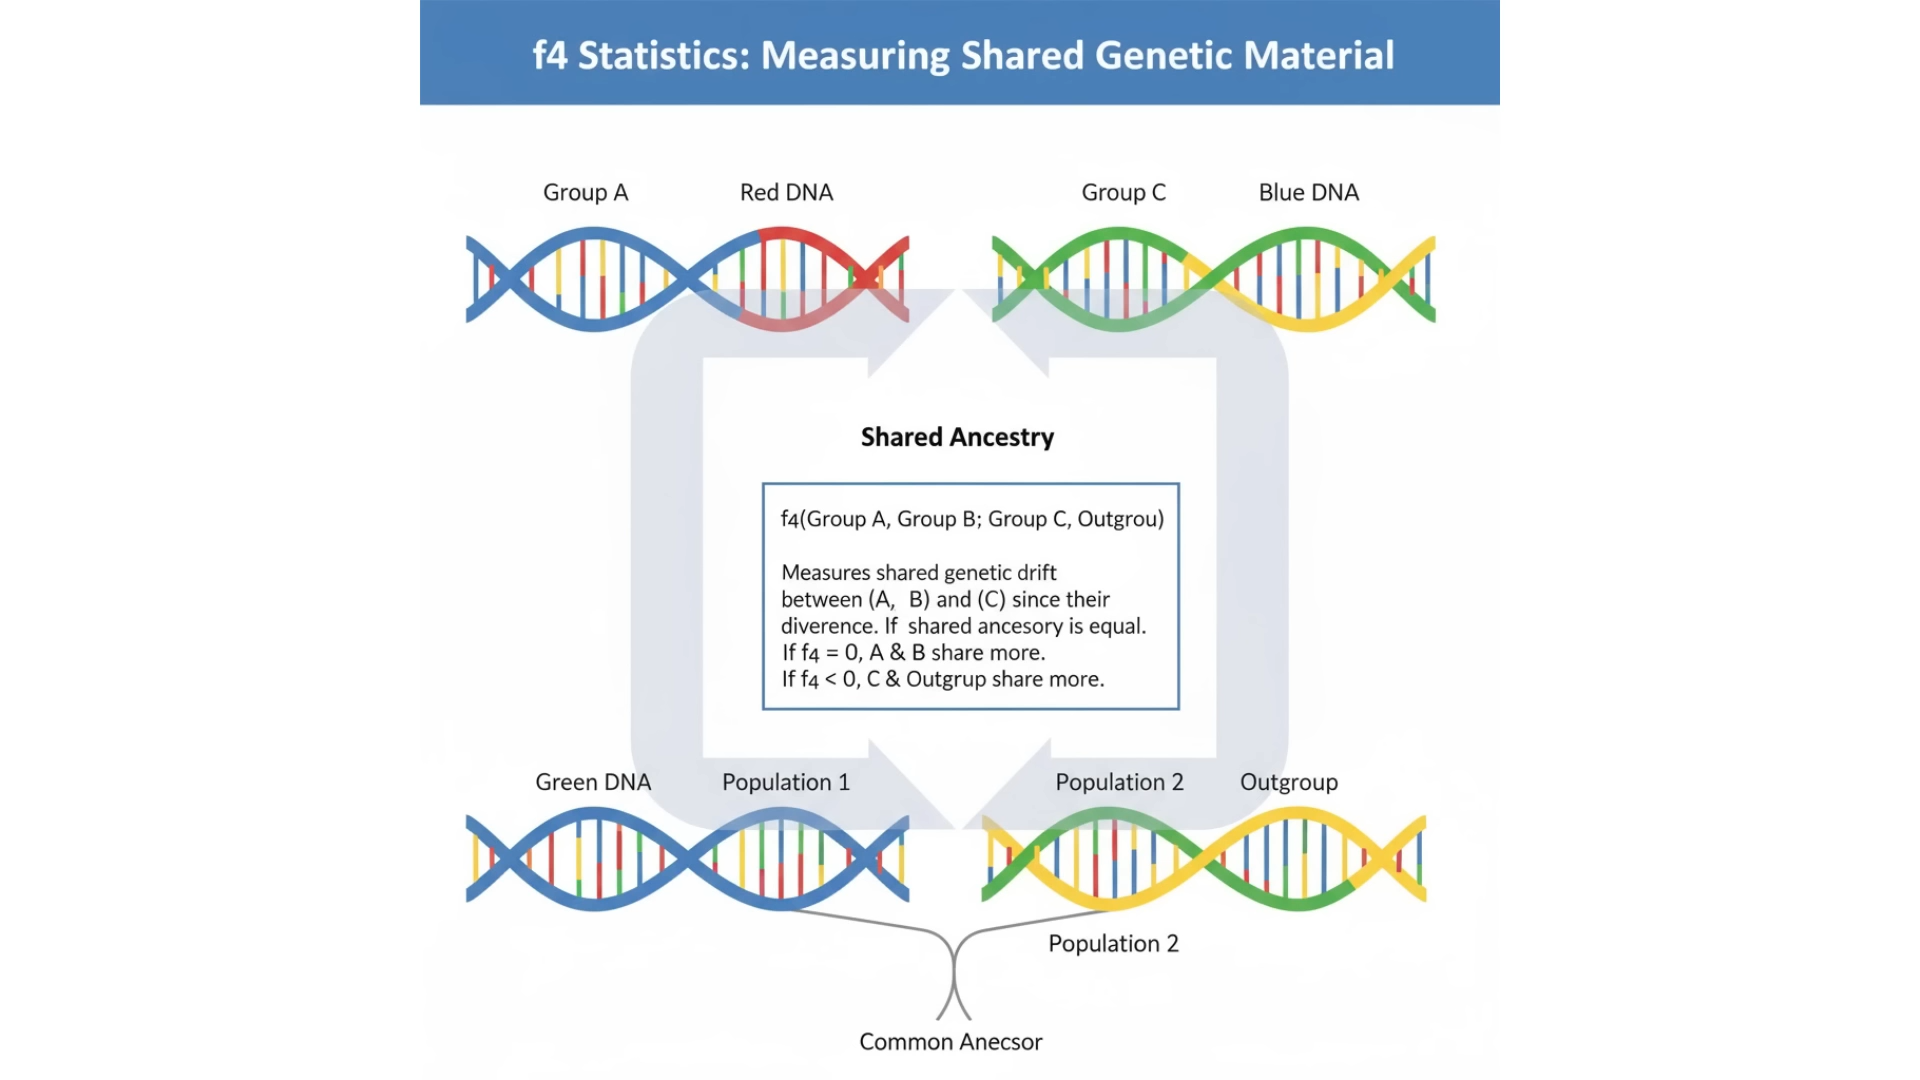 f4 Statistics: Measuring Shared Genetic Material
Group A
Red DNA
Group C
Blue DNA
Shared Ancestry
f4(Group A, Group B; Group C, Outgrou)
Measures shared genetic drift
between (A, B) and (C) since their
diverence. If shared ancesory is equal.
If f4 = 0, A & B share more.
If f4 < 0, C & Outgrup share more.
Green DNA
Population 1
Population 2
Outgroup
Population 2
Common Anecsor